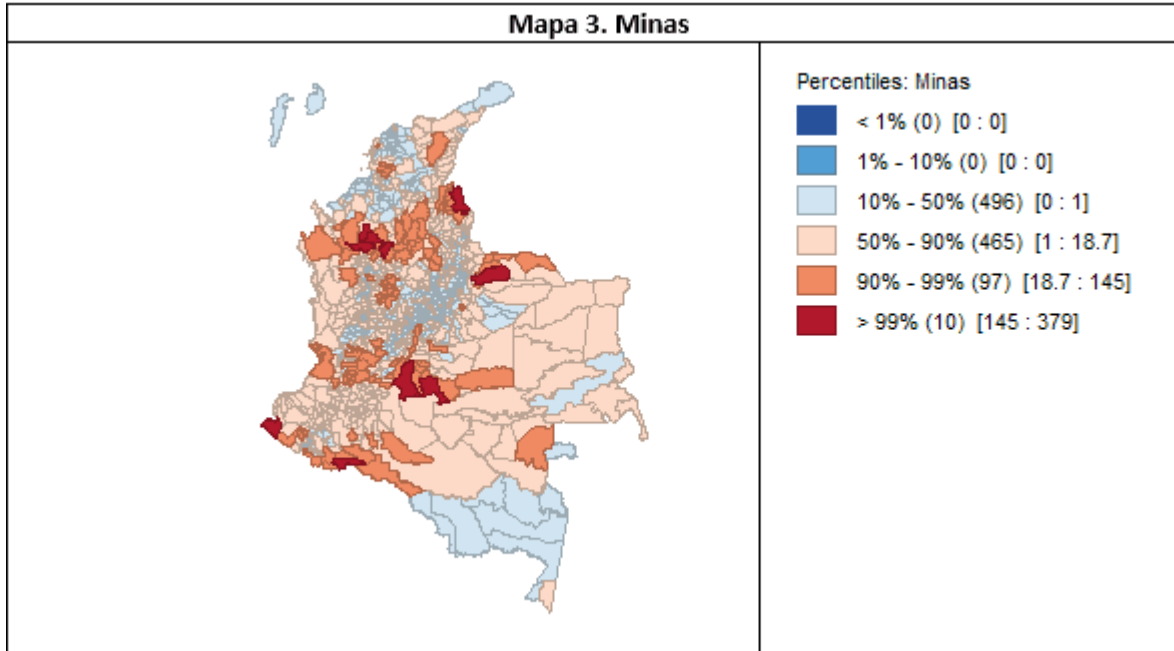 Mapa 3. Minas
Percentiles: Minas
< 1% (0) [0 : 0]
1% - 10% (0) [0 : 0]
10% - 50% (496) [0 : 1]
50% - 90% (465) [1 : 18.7]
90% - 99% (97) [18.7 : 145]
> 99% (10) [145 : 379]